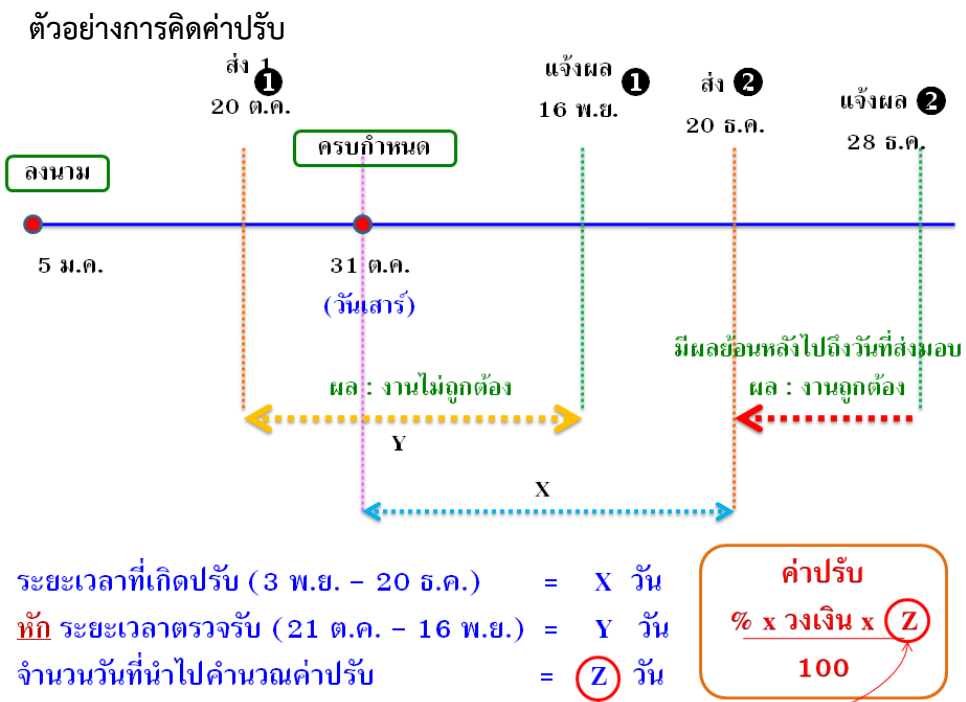 ตัวอย่างการคิดค่าปรับ
ส่ง 1 ❶
20 ต.ค.
แจ้งผล ❶
16 พ.ย.
ส่ง ❷
20 ธ.ค.
แจ้งผล ❷
28 ธ.ค.
ครบกำหนด
ลงนาม
5 ม.ค.
31 ต.ค.
(วันเสาร์)
มีผลย้อนหลังไปถึงวันที่ส่งมอบ
ผล : งานไม่ถูกต้อง
ผล : งานถูกต้อง
Y
X
ระยะเวลาที่เกิดปรับ (3 พ.ย. – 20 ธ.ค.) = X วัน
หัก ระยะเวลาตรวจรับ (21 ต.ค. – 16 พ.ย.) = Y วัน
จำนวนวันที่นำไปคำนวณค่าปรับ = Z วัน
ค่าปรับ
% x วงเงิน x Z
100